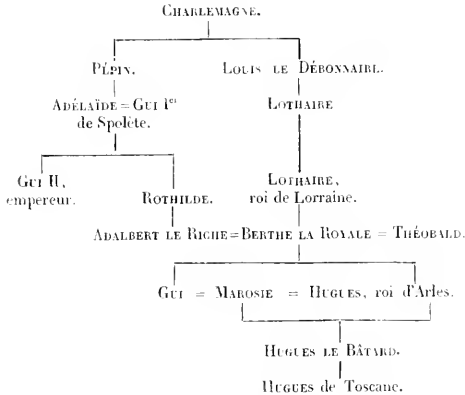 CHARLEMAGNE.
PÉPIN. LOUIS LE DÉBONNAIRE.
ADÉLAÏDE = GUI Ier LOTHAIRE
de Spolète.
GUI II, LOTHAIRE,
empereur. ROTHILDE. roi de Lorraine.
ADALBERT LE RICHE = BERTHE LA ROYALE = THÉOBALD.
GUI = MAROSIE = HUGUES, roi d'Arles.
HUGUES LE BÂTARD.
HUGUES de Toscane.